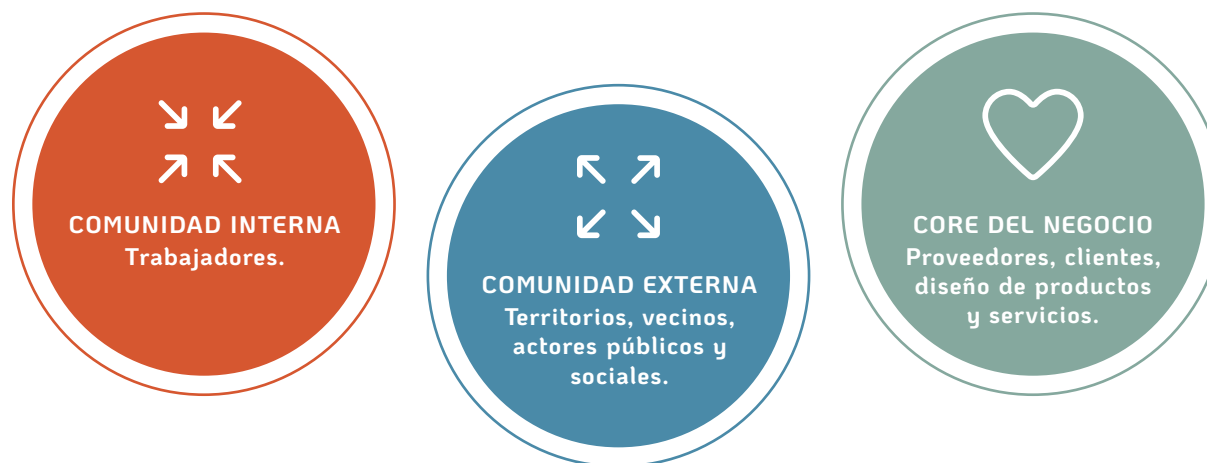 COMUNIDAD INTERNA
Trabajadores.
COMUNIDAD EXTERNA
Territorios, vecinos,
actores públicos y
sociales.
CORE DEL NEGOCIO
Proveedores, clientes,
diseño de productos
y servicios.